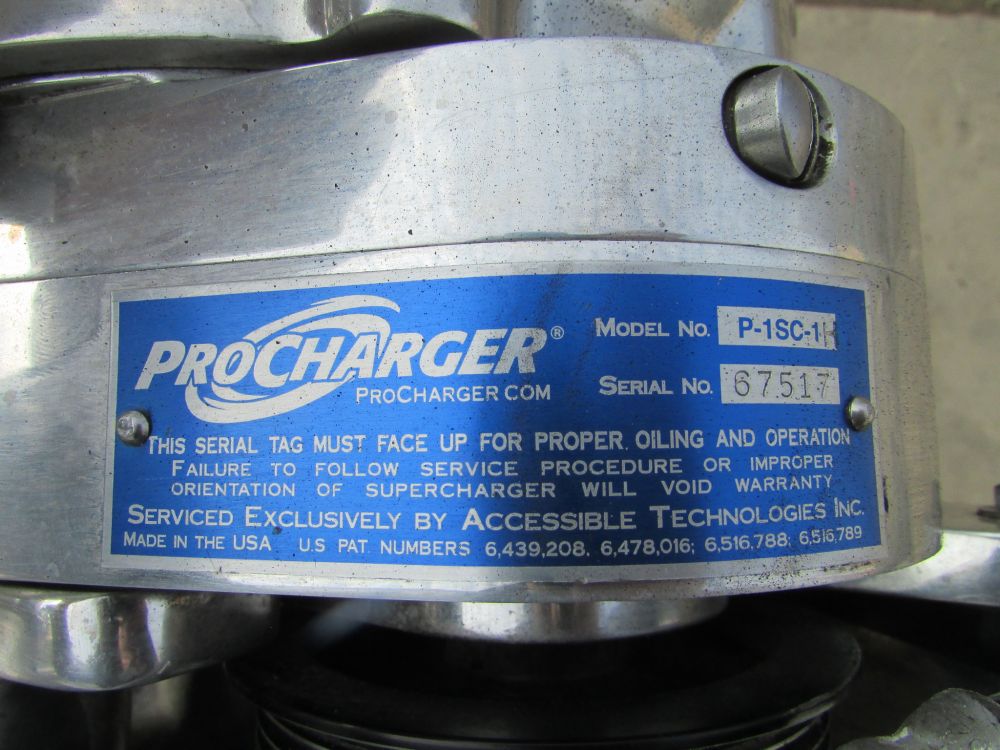 PROCHARGER®
PROCHARGER.COM
MODEL NO. P-1SC-1H
SERIAL NO. 67517
THIS SERIAL TAG MUST FACE UP FOR PROPER OILING AND OPERATION
FAILURE TO FOLLOW SERVICE PROCEDURE OR IMPROPER
ORIENTATION OF SUPERCHARGER WILL VOID WARRANTY
SERVICED EXCLUSIVELY BY ACCESSIBLE TECHNOLOGIES INC.
MADE IN THE USA U.S PAT. NUMBERS 6,439,208, 6,478,016; 6,516,788; 6,516,789